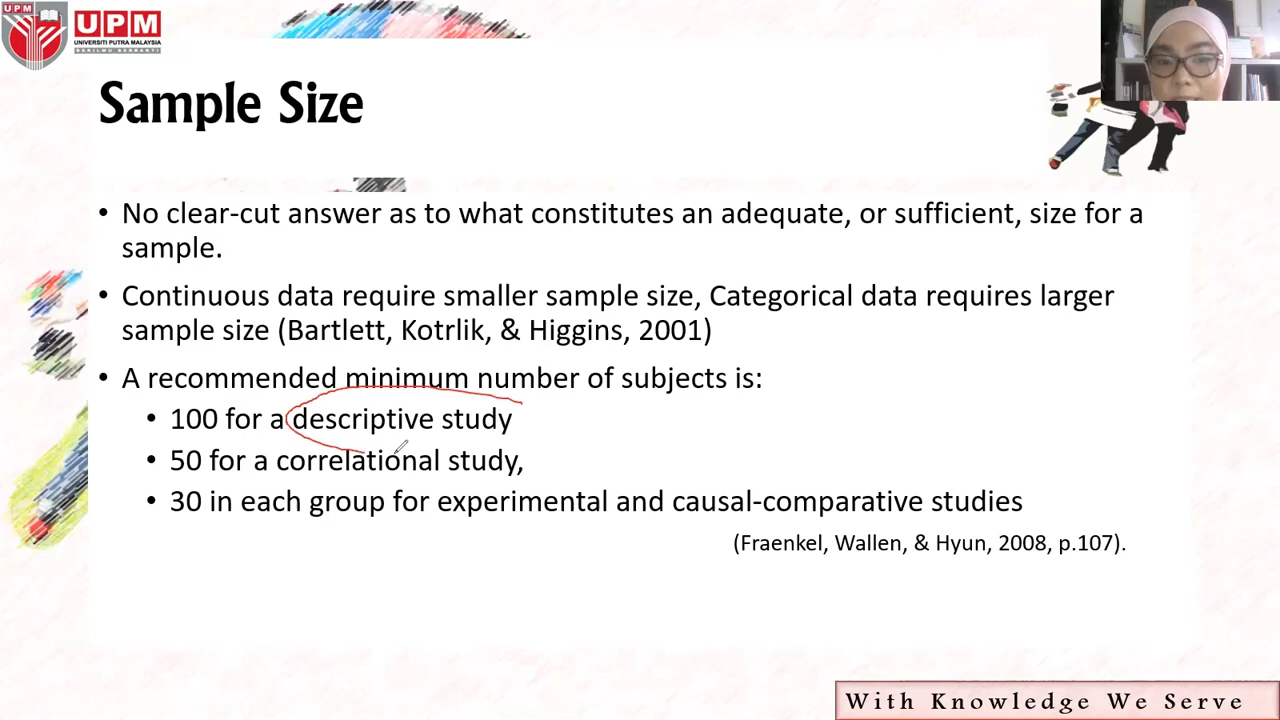 UPM
UPM
UNIVERSITI PUTRA MALAYSIA
BERILMU BERBAKTI
Sample Size
• No clear-cut answer as to what constitutes an adequate, or sufficient, size for a
sample.
• Continuous data require smaller sample size, Categorical data requires larger
sample size (Bartlett, Kotrlik, & Higgins, 2001)
• A recommended minimum number of subjects is:
• 100 for a descriptive study
• 50 for a correlational study,
• 30 in each group for experimental and causal-comparative studies
(Fraenkel, Wallen, & Hyun, 2008, p.107).
With Knowledge We Serve